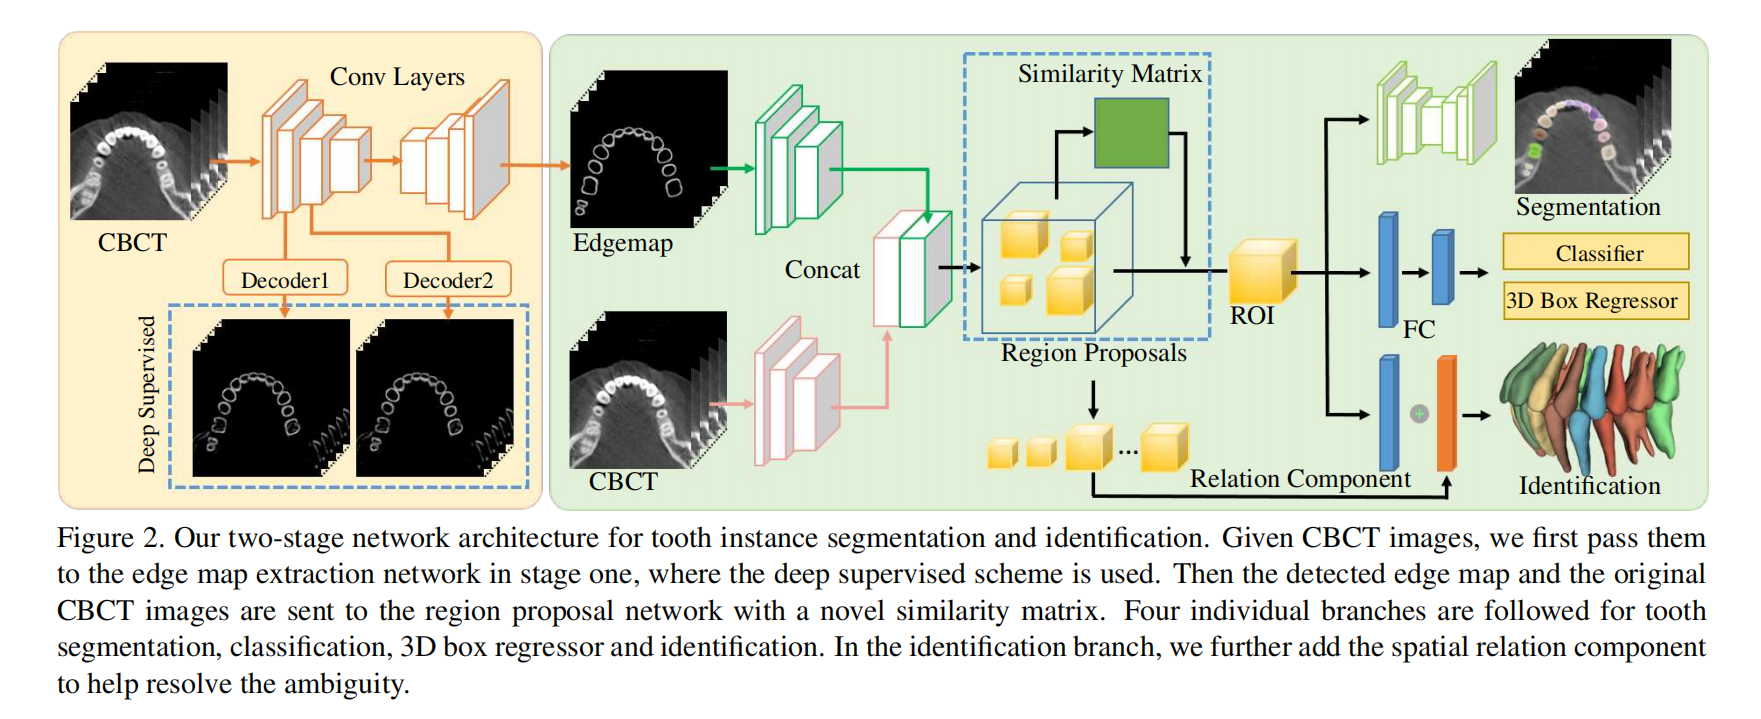 Conv Layers
CBCT
Decoder1
Decoder2
Deep Supervised
Edgemap
CBCT
Concat
Similarity Matrix
Region Proposals
ROI
Relation Component
Segmentation
FC
Classifier
3D Box Regressor
Identification
Figure 2. Our two-stage network architecture for tooth instance segmentation and identification. Given CBCT images, we first pass them
to the edge map extraction network in stage one, where the deep supervised scheme is used. Then the detected edge map and the original
CBCT images are sent to the region proposal network with a novel similarity matrix. Four individual branches are followed for tooth
segmentation, classification, 3D box regressor and identification. In the identification branch, we further add the spatial relation component
to help resolve the ambiguity.